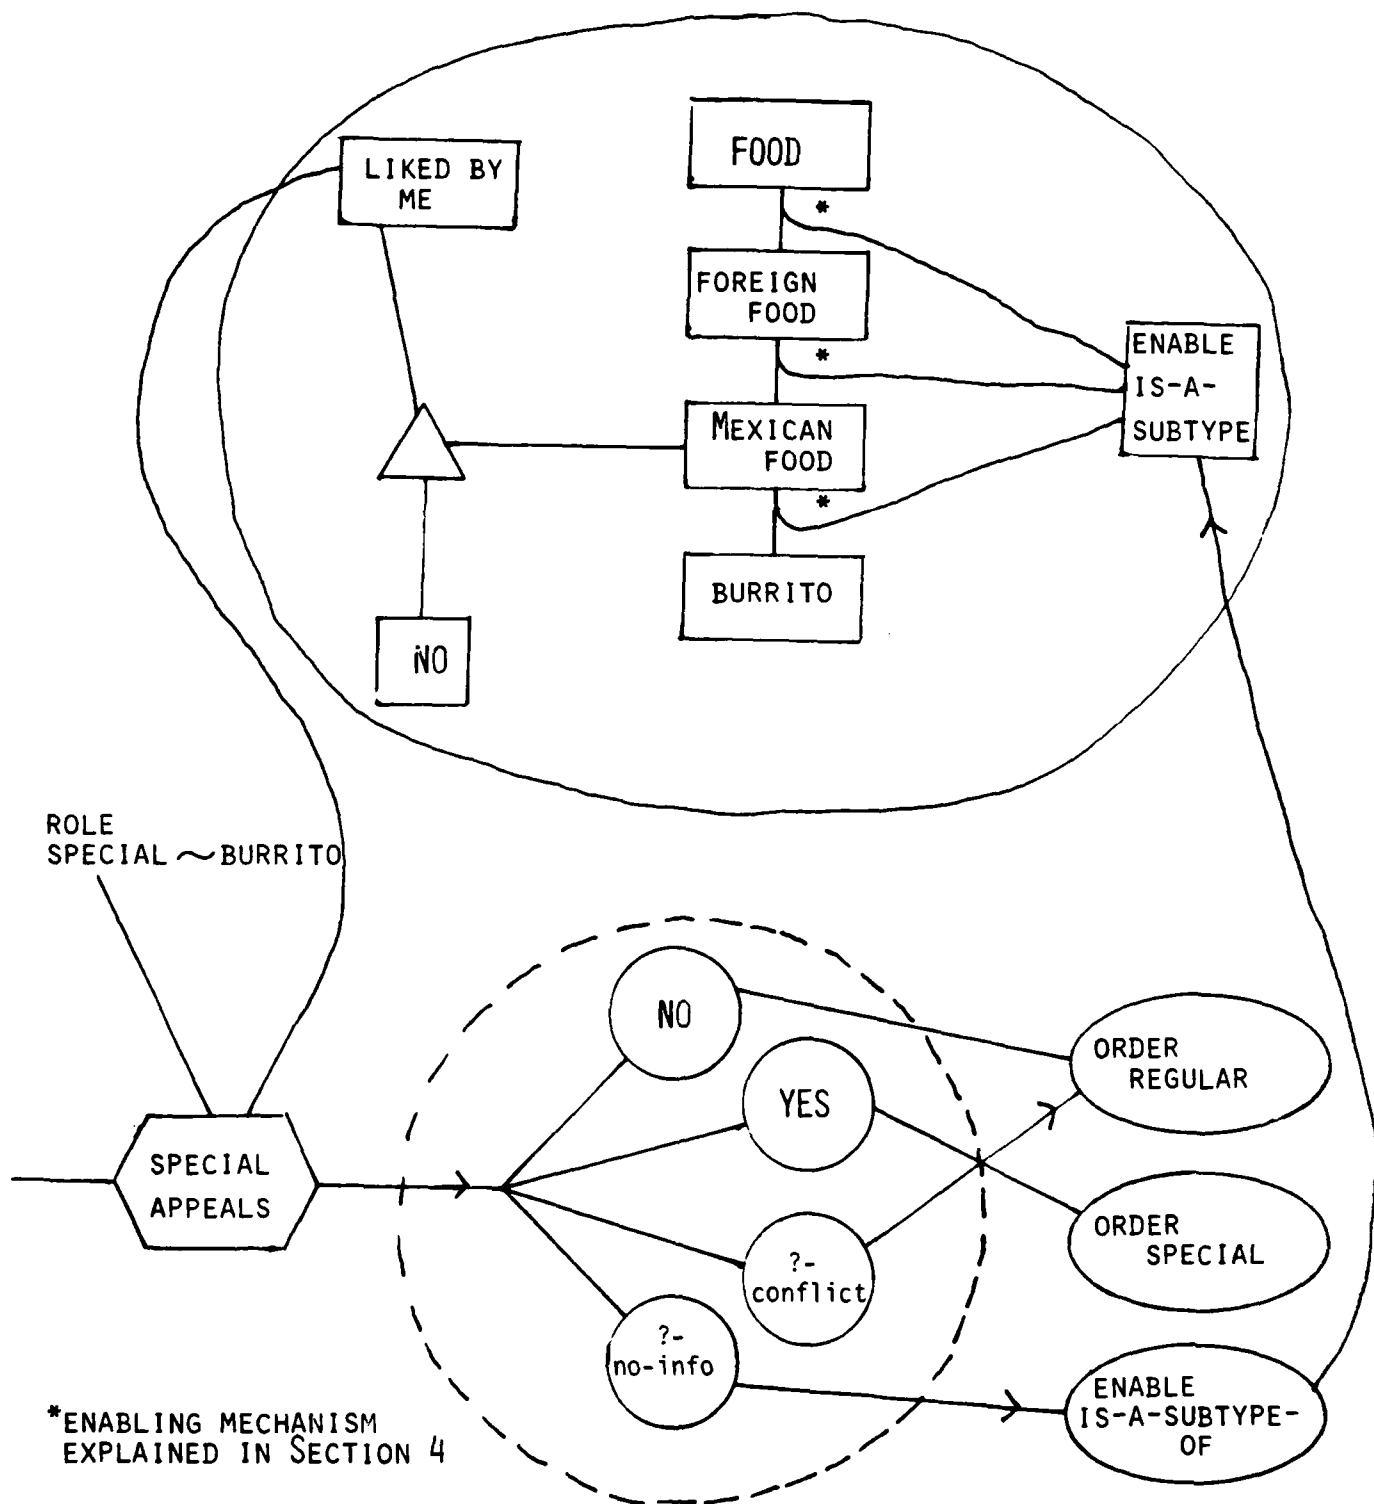 FOOD
LIKED BY
ME
*
FOREIGN
FOOD
ENABLE
IS-A-
SUBTYPE
*
MEXICAN
FOOD
*
BURRITO
NO
ROLE
SPECIAL ~ BURRITO
NO
ORDER
REGULAR
YES
SPECIAL
APPEALS
ORDER
SPECIAL
?-
conflict
?-
no-info
ENABLE
IS-A-SUBTYPE-
OF
*ENABLING MECHANISM
EXPLAINED IN SECTION 4